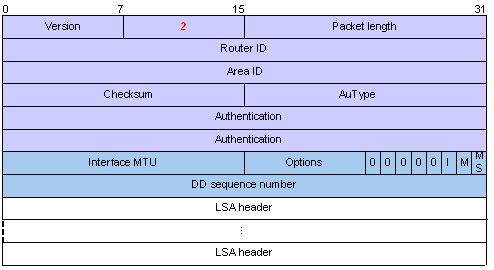 0 7 15 31
Version 2 Packet length
Router ID
Area ID
Checksum AuType
Authentication
Authentication
Interface MTU Options 0 0 0 0 0 I M M S
DD sequence number
LSA header
⋮
LSA header